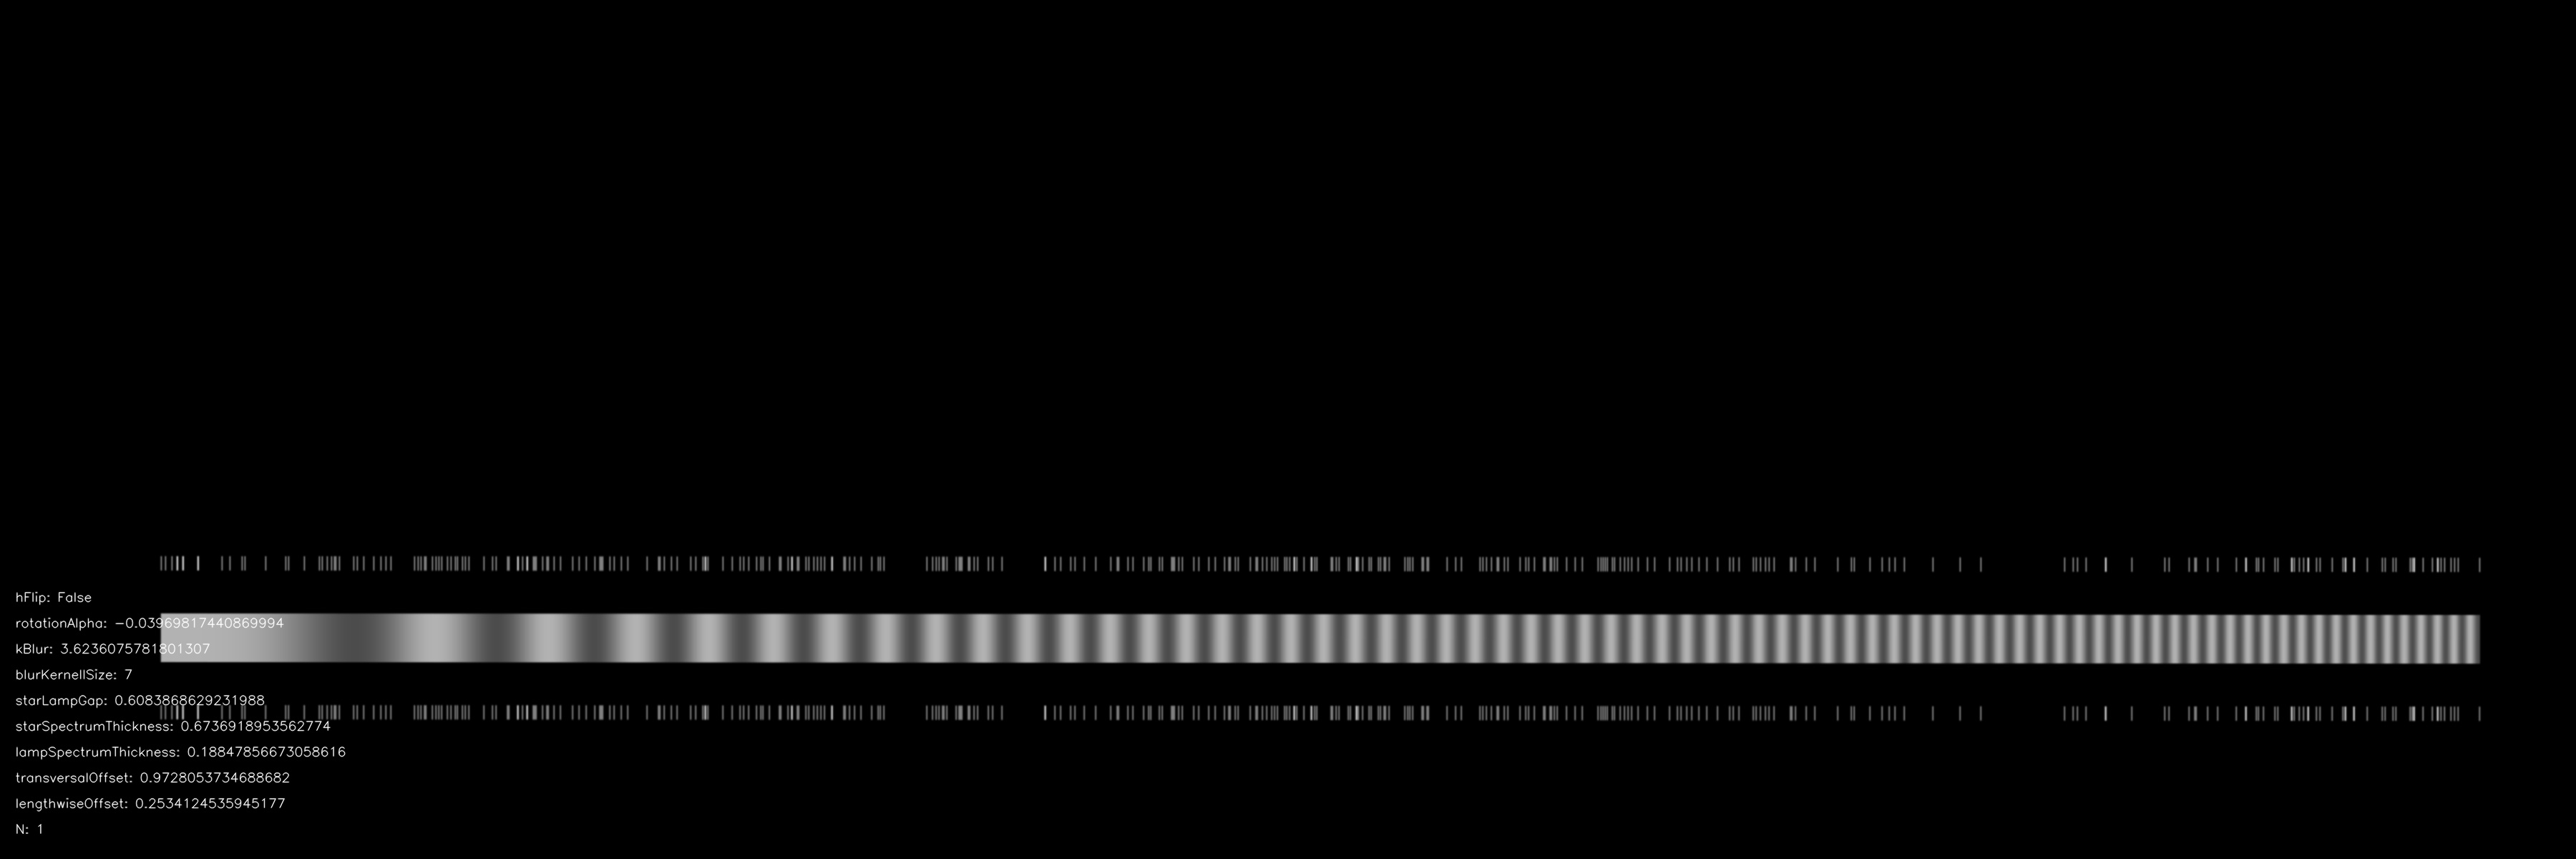 hFlip: False
rotationAlpha: −0.03969817440869994
kBlur: 3.6236075781801307
blurKernellSize: 7
starLampGap: 0.6083868629231988
starSpectrumThickness: 0.6736918953562774
lampSpectrumThickness: 0.18847856673058616
transversalOffset: 0.9728053734688682
lengthwiseOffset: 0.2534124535945177
N: 1